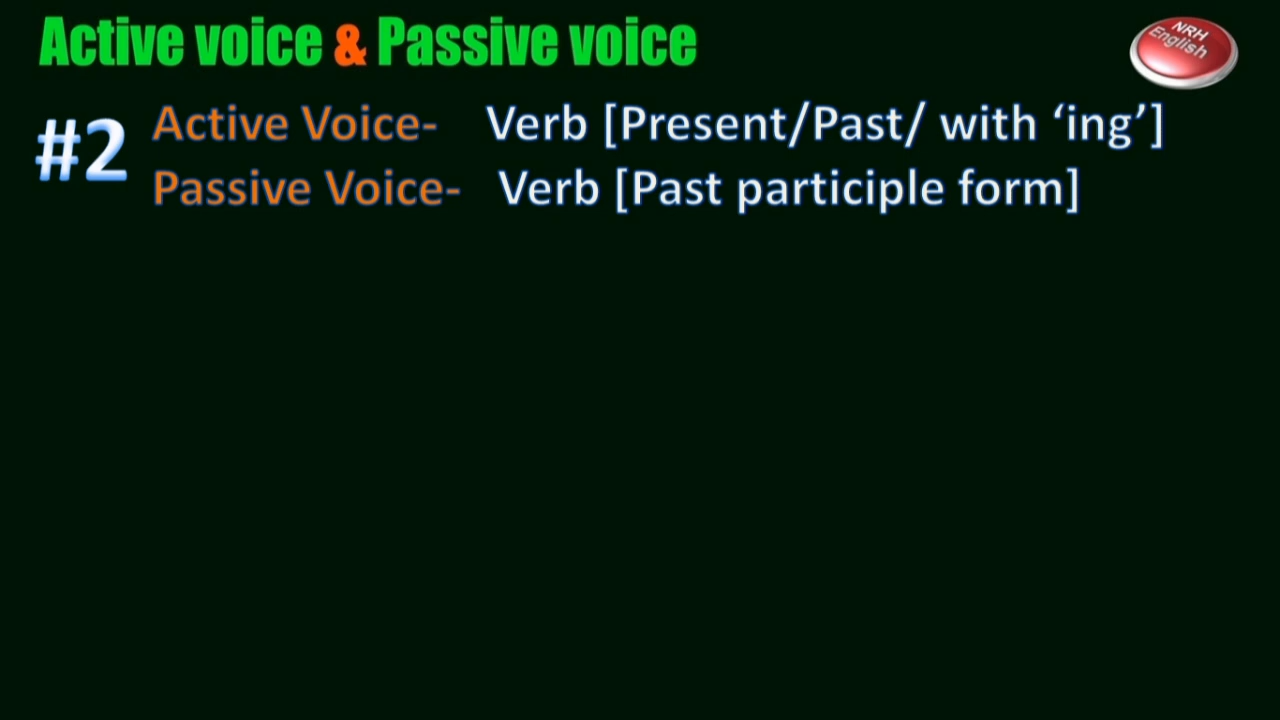 Active voice & Passive voice
NRH
English
#2
Active Voice- Verb [Present/Past/ with ‘ing’]
Passive Voice- Verb [Past participle form]